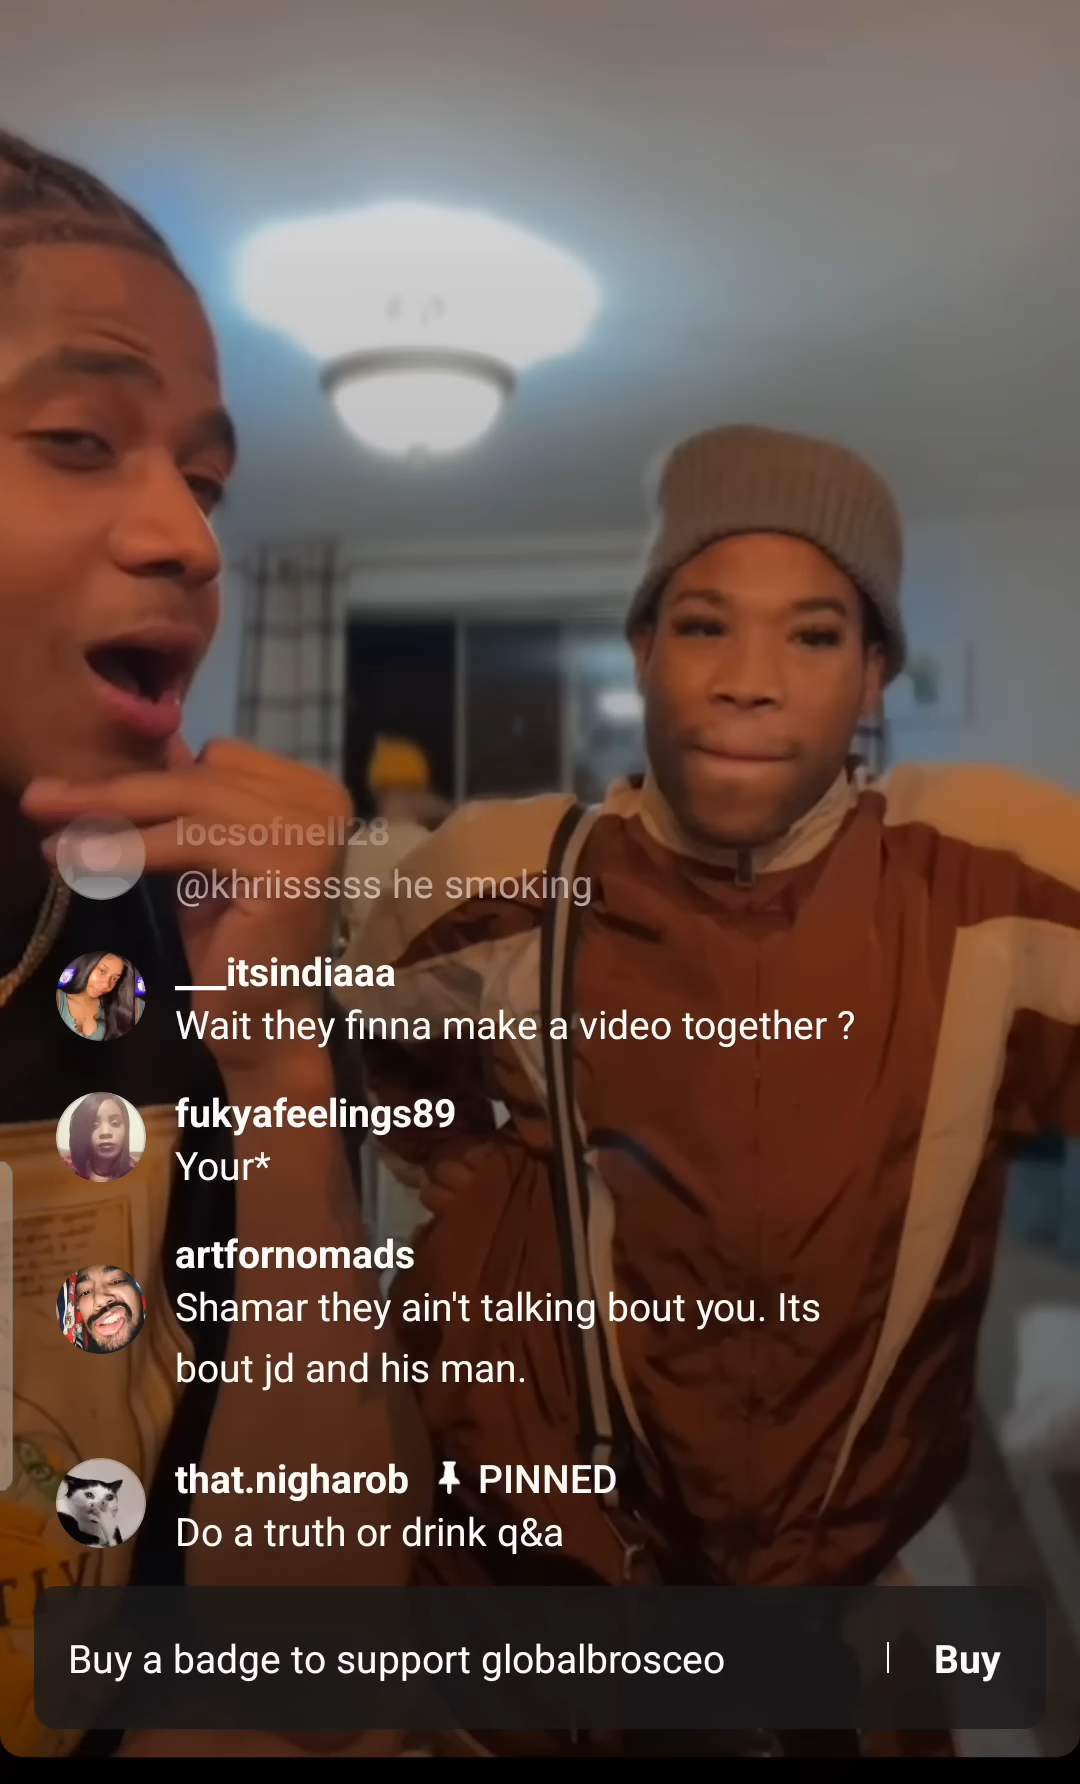 locsofnell28
@khriisssss he smoking
___itsindiaaa
Wait they finna make a video together ?
fukyafeelings89
Your*
artfornomads
Shamar they ain't talking bout you. Its
bout jd and his man.
that.nigharob PINNED
Do a truth or drink q&a
Buy a badge to support globalbrosceo | Buy